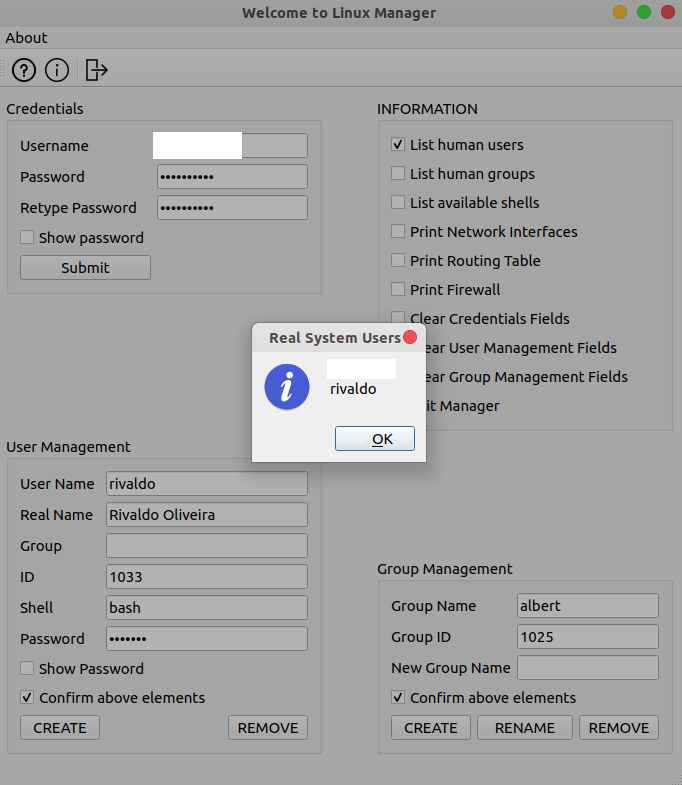 Welcome to Linux Manager
About
Credentials
Username
Password ••••••••••
Retype Password ••••••••••
Show password
Submit
INFORMATION
List human users
List human groups
List available shells
Print Network Interfaces
Print Routing Table
Print Firewall
Clear Credentials Fields
ear User Management Fields
ear Group Management Fields
it Manager
Real System Users
rivaldo
OK
User Management
User Name rivaldo
Real Name Rivaldo Oliveira
Group
ID 1033
Shell bash
Password •••••••
Show Password
Confirm above elements
CREATE REMOVE
Group Management
Group Name albert
Group ID 1025
New Group Name
Confirm above elements
CREATE RENAME REMOVE